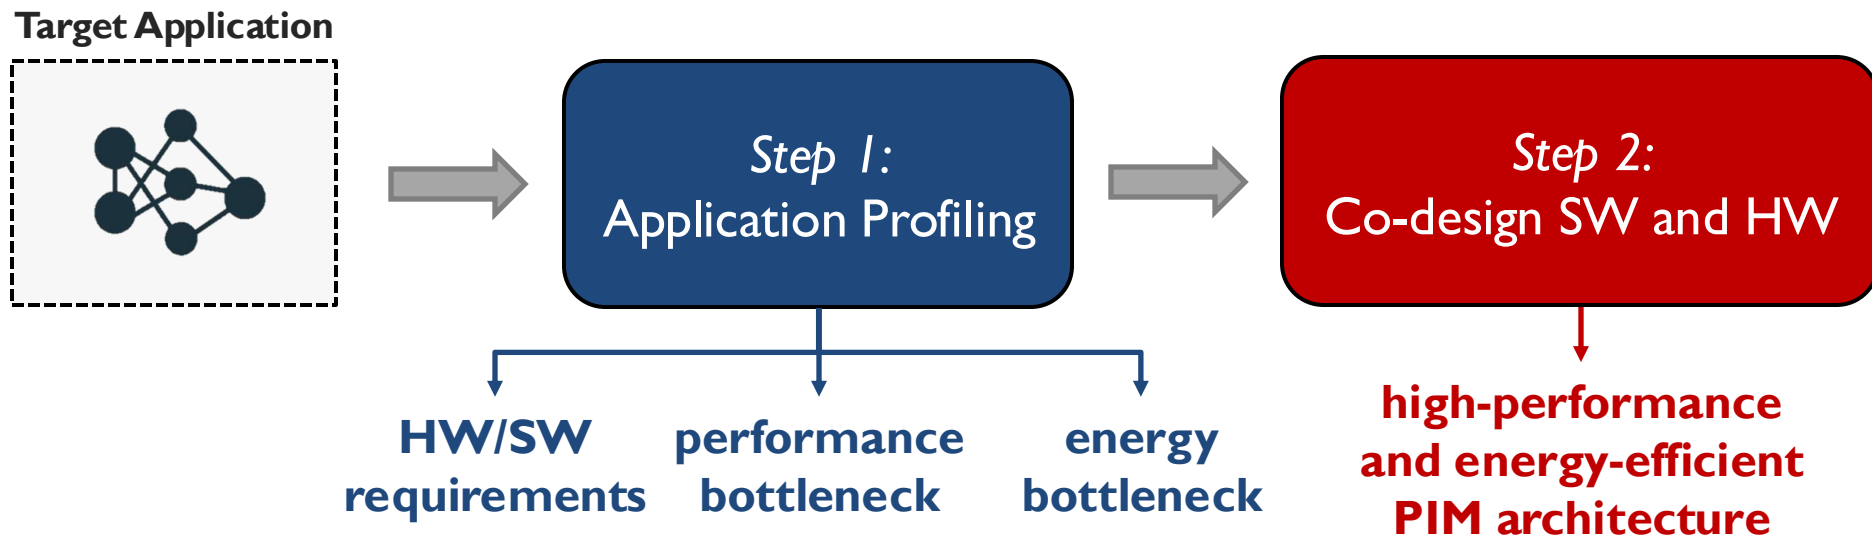 Target Application
Step 1:
Application Profiling
Step 2:
Co-design SW and HW
HW/SW
requirements
performance
bottleneck
energy
bottleneck
high-performance
and energy-efficient
PIM architecture